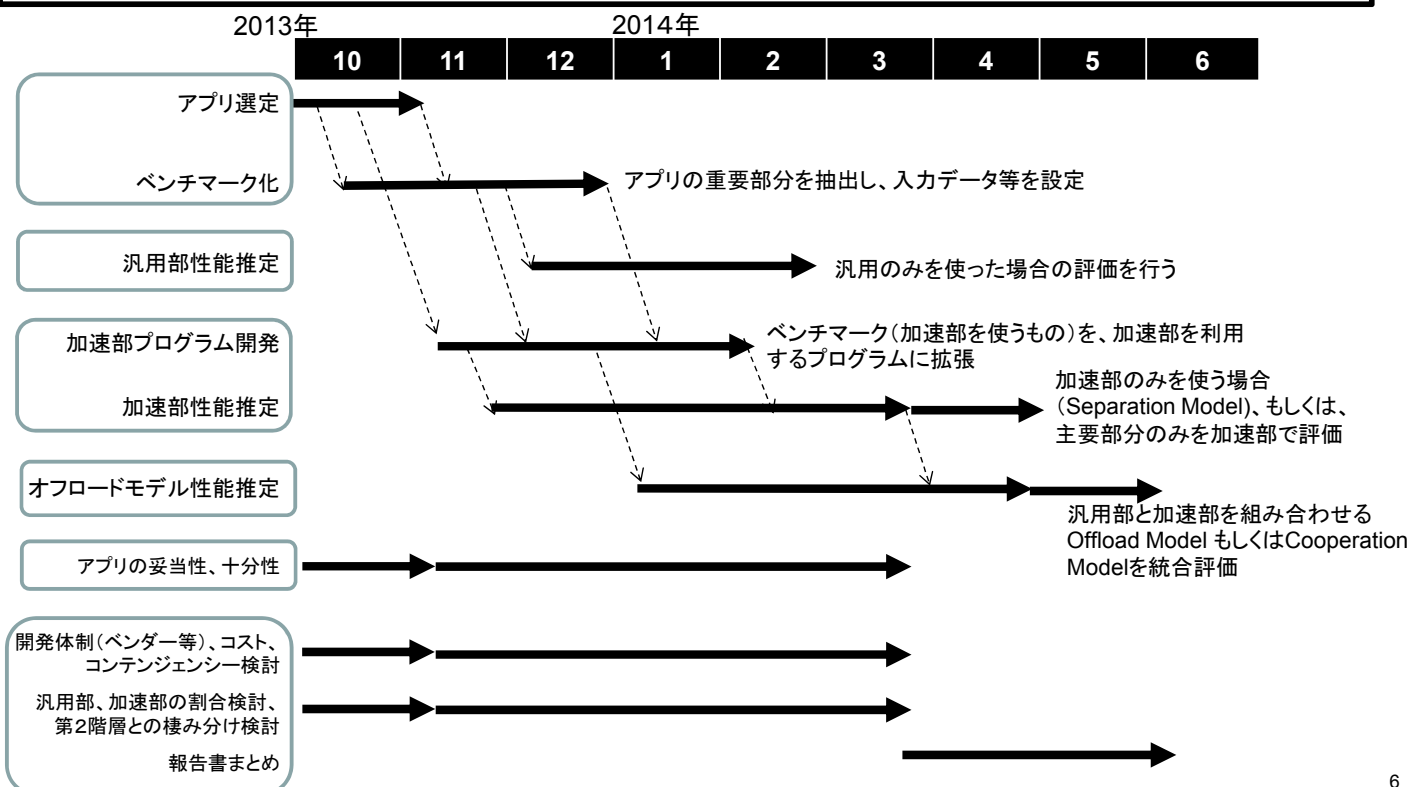 2013年
2014年
10 11 12 1 2 3 4 5 6
アプリ選定
ベンチマーク化
アプリの重要部分を抽出し、入力データ等を設定
汎用部性能推定
汎用のみを使った場合の評価を行う
加速部プログラム開発
ベンチマーク(加速部を使うもの)を、加速部を利用
するプログラムに拡張
加速部性能推定
加速部のみを使う場合
(Separation Model)、もしくは、
主要部分のみを加速部で評価
オフロードモデル性能推定
汎用部と加速部を組み合わせる
Offload Model もしくはCooperation
Modelを統合評価
アプリの妥当性、十分性
開発体制(ベンダー等)、コスト、
コンテンジェンシー検討
汎用部、加速部の割合検討、
第2階層との棲み分け検討
報告書まとめ
6